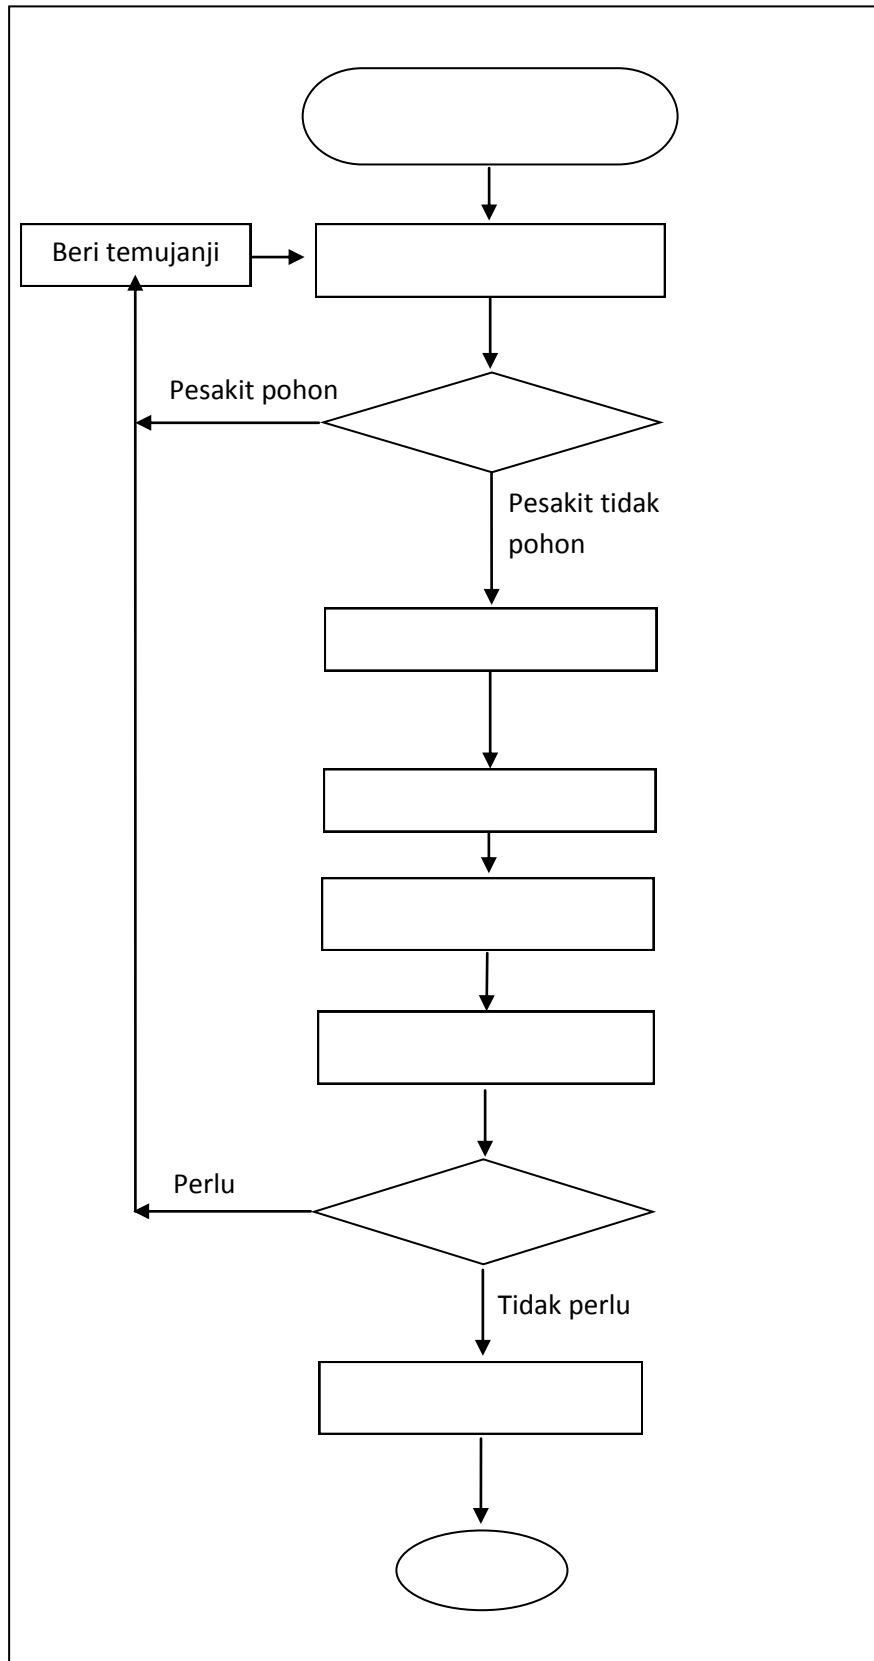 Beri temujanji
Pesakit pohon
Pesakit tidak
pohon
Perlu
Tidak perlu